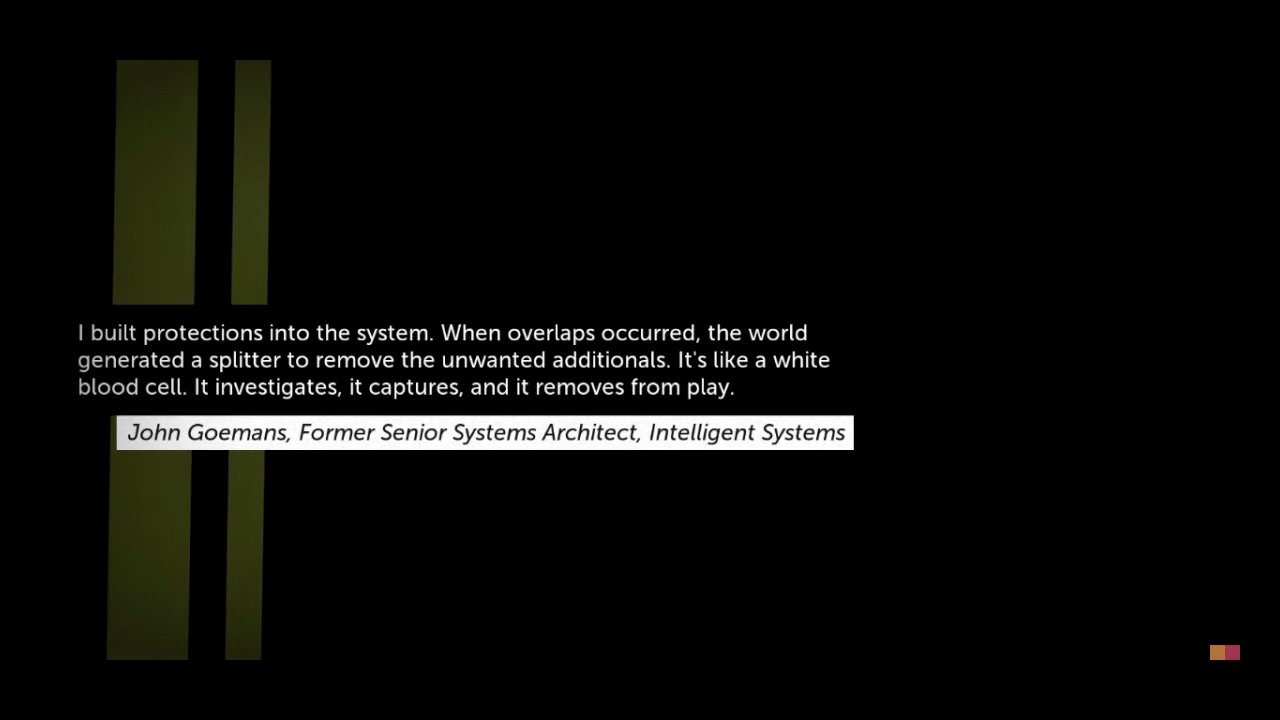 I built protections into the system. When overlaps occurred, the world
generated a splitter to remove the unwanted additionals. It's like a white
blood cell. It investigates, it captures, and it removes from play.
John Goemans, Former Senior Systems Architect, Intelligent Systems